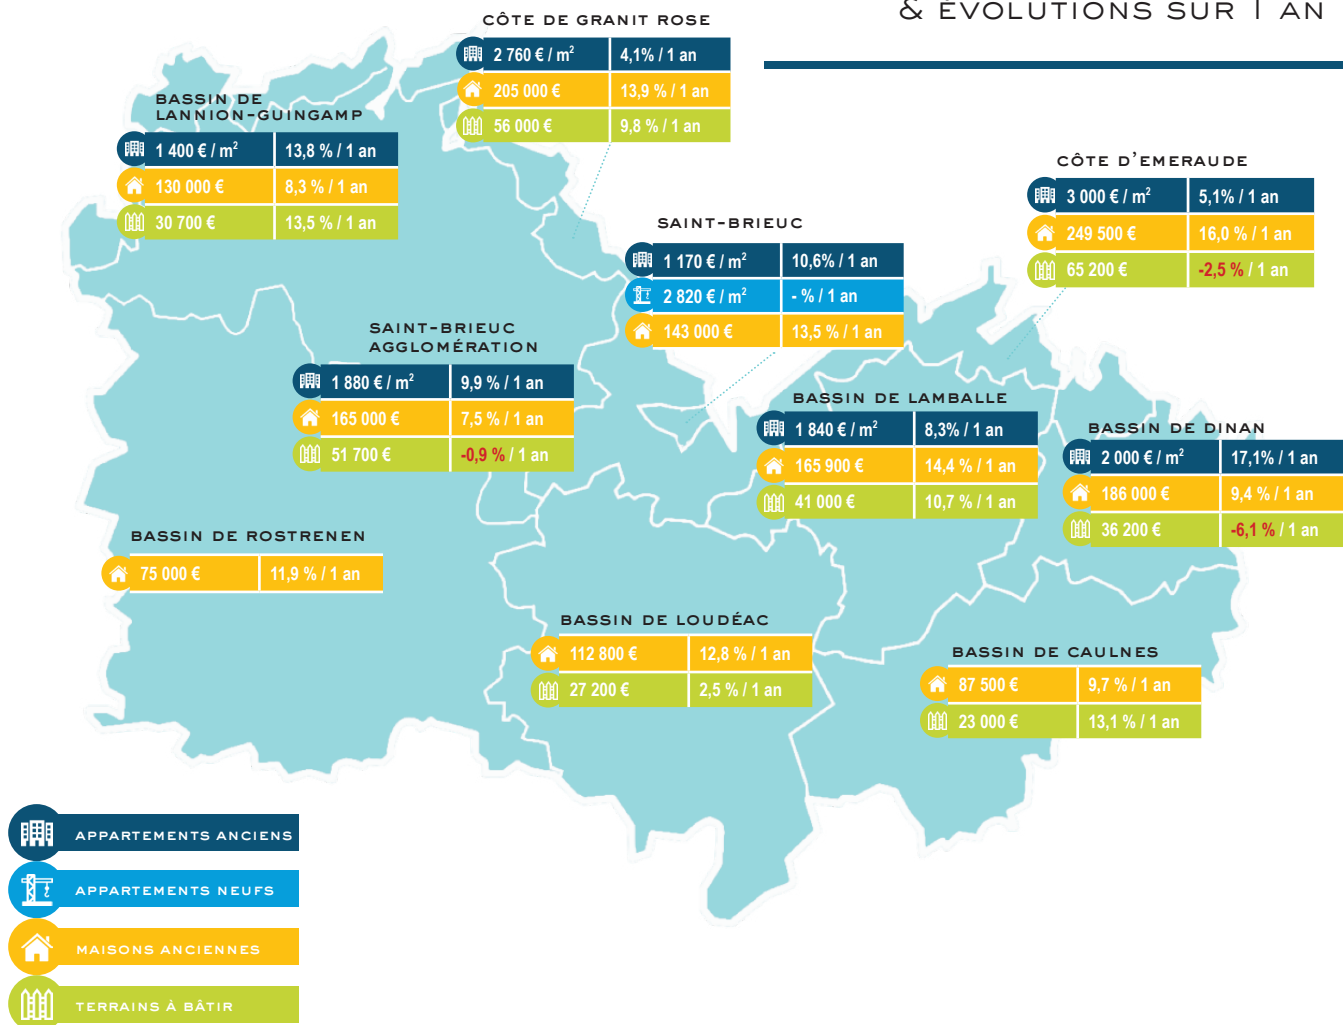 & ÉVOLUTIONS SUR 1 AN
CÔTE DE GRANIT ROSE
2 760 € / m² 4,1% / 1 an
205 000 € 13,9 % / 1 an
56 000 € 9,8 % / 1 an
BASSIN DE
LANNION-GUINGAMP
1 400 € / m² 13,8 % / 1 an
130 000 € 8,3 % / 1 an
30 700 € 13,5 % / 1 an
CÔTE D'EMERAUDE
3 000 € / m² 5,1% / 1 an
249 500 € 16,0 % / 1 an
65 200 € -2,5 % / 1 an
SAINT-BRIEUC
1 170 € / m² 10,6% / 1 an
2 820 € / m² - % / 1 an
143 000 € 13,5 % / 1 an
SAINT-BRIEUC
AGGLOMÉRATION
1 880 € / m² 9,9 % / 1 an
165 000 € 7,5 % / 1 an
51 700 € -0,9 % / 1 an
BASSIN DE LAMBALLE
1 840 € / m² 8,3% / 1 an
165 900 € 14,4 % / 1 an
41 000 € 10,7 % / 1 an
BASSIN DE DINAN
2 000 € / m² 17,1% / 1 an
186 000 € 9,4 % / 1 an
36 200 € -6,1 % / 1 an
BASSIN DE ROSTRENEN
75 000 € 11,9 % / 1 an
BASSIN DE LOUDÉAC
112 800 € 12,8 % / 1 an
27 200 € 2,5 % / 1 an
BASSIN DE CAULNES
87 500 € 9,7 % / 1 an
23 000 € 13,1 % / 1 an
APPARTEMENTS ANCIENS
APPARTEMENTS NEUFS
MAISONS ANCIENNES
TERRAINS À BÂTIR